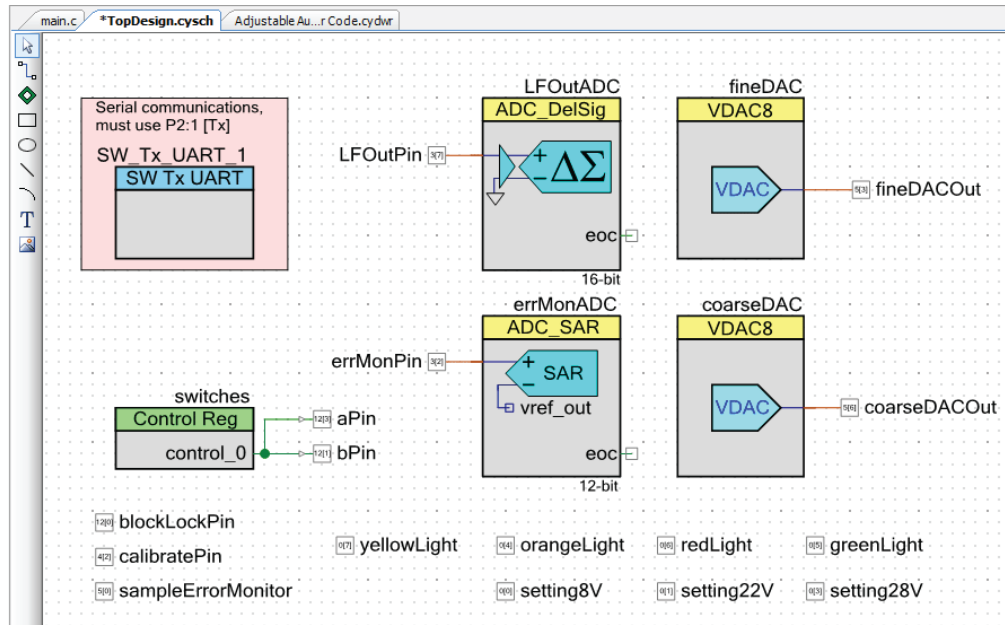 main.c
*TopDesign.cysch
Adjustable Au...r Code.cydwr
Serial communications,
must use P2:1 [Tx]
SW_Tx_UART_1
SW Tx UART
LFOutADC
ADC_DelSig
LFOutPin
3[7]
+
−
ΔΣ
eoc
16-bit
fineDAC
VDAC8
VDAC
5[3]
fineDACOut
errMonADC
ADC_SAR
errMonPin
3[2]
+
−
SAR
vref_out
eoc
12-bit
coarseDAC
VDAC8
VDAC
5[6]
coarseDACOut
switches
Control Reg
control_0
12[3]
aPin
12[1]
bPin
12[0] blockLockPin
4[2] calibratePin
5[0] sampleErrorMonitor
0[7] yellowLight
0[4] orangeLight
0[6] redLight
0[5] greenLight
0[0] setting8V
0[1] setting22V
0[3] setting28V
T